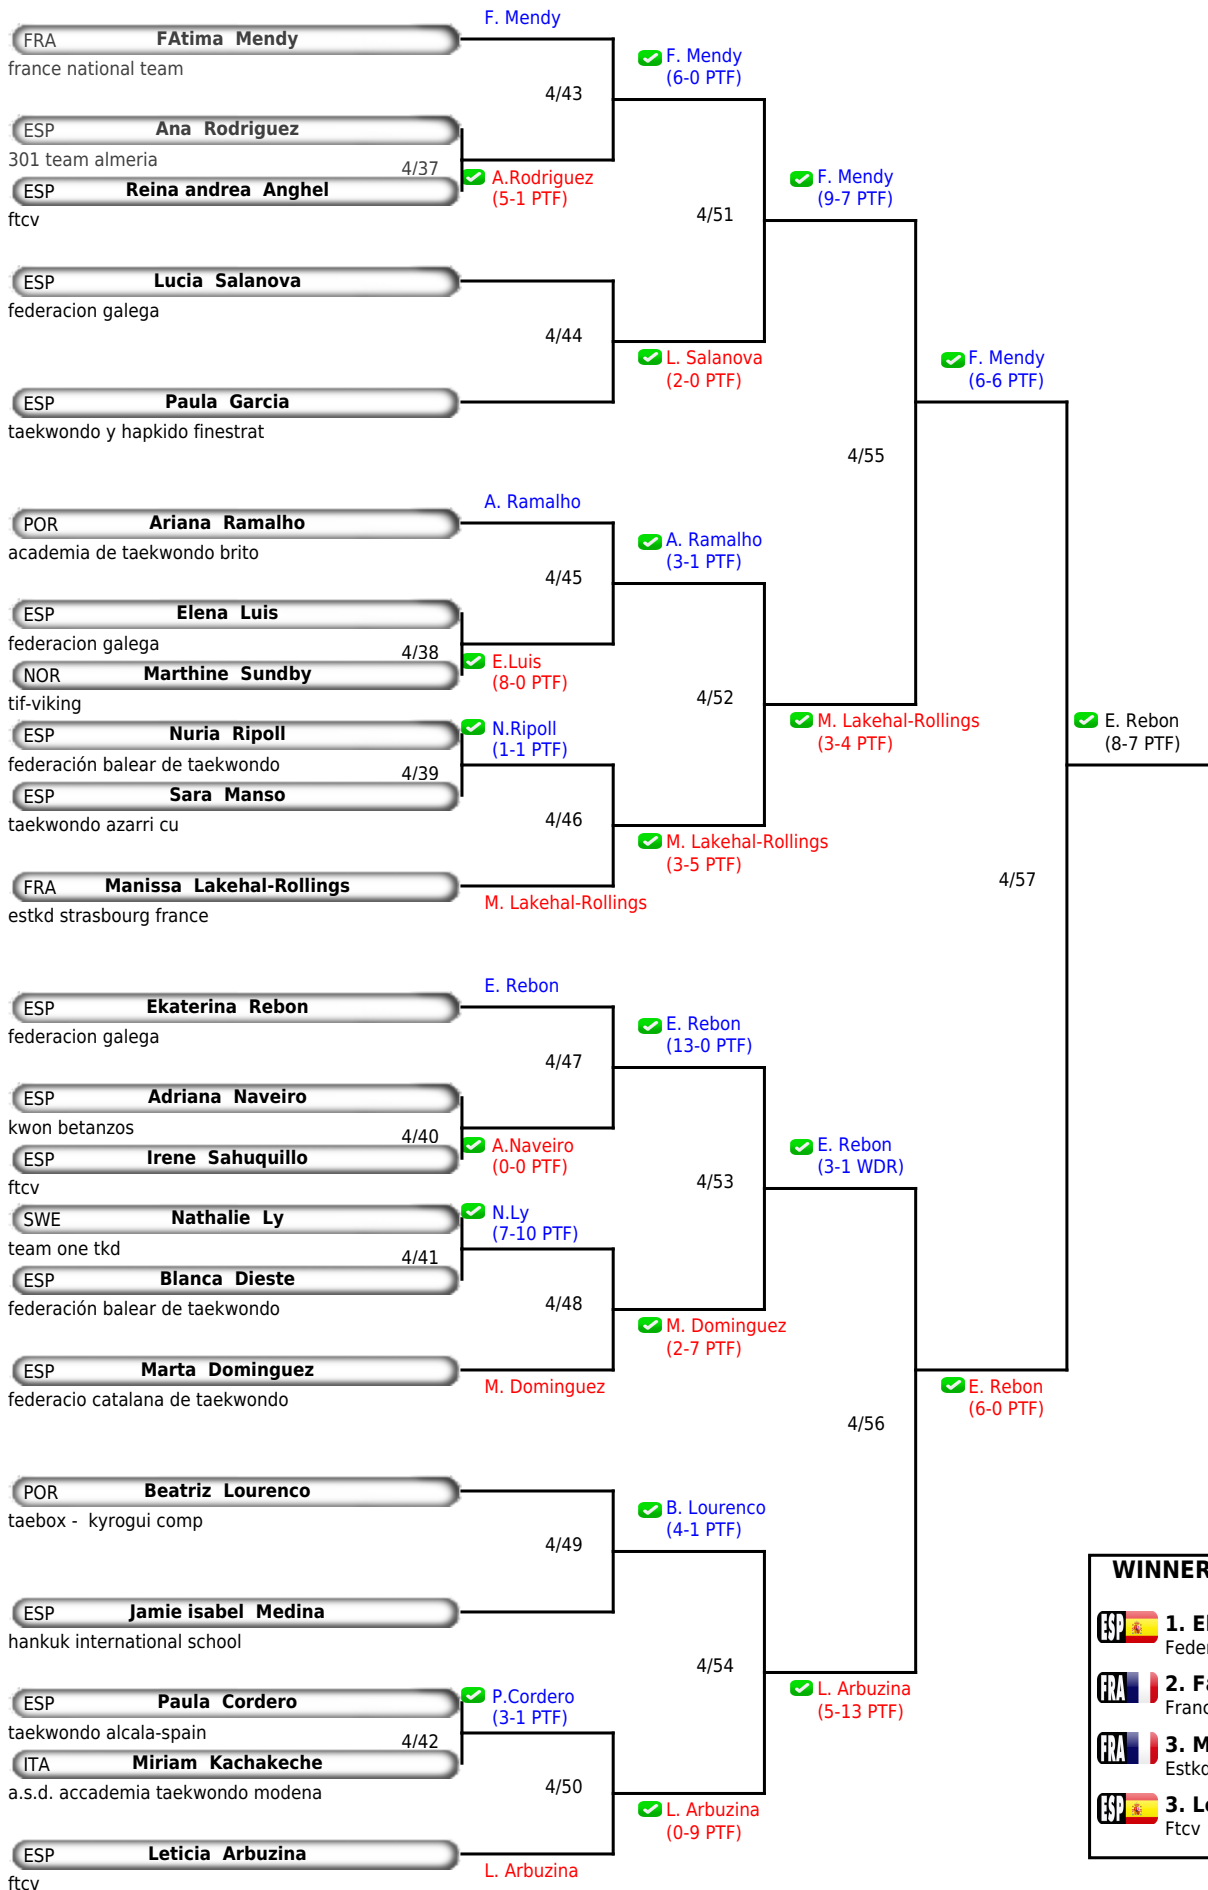 F. Mendy
FRA FAtima Mendy
france national team
F. Mendy
(6-0 PTF)
4/43
ESP Ana Rodriguez
301 team almeria
4/37
A.Rodriguez
(5-1 PTF)
ESP Reina andrea Anghel
ftcv
F. Mendy
(9-7 PTF)
4/51
ESP Lucia Salanova
federacion galega
4/44
L. Salanova
(2-0 PTF)
F. Mendy
(6-6 PTF)
ESP Paula Garcia
taekwondo y hapkido finestrat
4/55
A. Ramalho
POR Ariana Ramalho
academia de taekwondo brito
A. Ramalho
(3-1 PTF)
4/45
ESP Elena Luis
federacion galega
4/38
E.Luis
(8-0 PTF)
NOR Marthine Sundby
tif-viking
4/52
M. Lakehal-Rollings
(3-4 PTF)
E. Rebon
(8-7 PTF)
ESP Nuria Ripoll
federación balear de taekwondo
N.Ripoll
(1-1 PTF)
4/39
ESP Sara Manso
taekwondo azarri cu
4/46
M. Lakehal-Rollings
(3-5 PTF)
FRA Manissa Lakehal-Rollings
estkd strasbourg france
M. Lakehal-Rollings
4/57
E. Rebon
ESP Ekaterina Rebon
federacion galega
E. Rebon
(13-0 PTF)
4/47
ESP Adriana Naveiro
kwon betanzos
4/40
A.Naveiro
(0-0 PTF)
ESP Irene Sahuquillo
ftcv
E. Rebon
(3-1 WDR)
4/53
SWE Nathalie Ly
team one tkd
N.Ly
(7-10 PTF)
4/41
ESP Blanca Dieste
federación balear de taekwondo
4/48
M. Dominguez
(2-7 PTF)
ESP Marta Dominguez
federacio catalana de taekwondo
M. Dominguez
E. Rebon
(6-0 PTF)
4/56
POR Beatriz Lourenco
taebox - kyrogui comp
B. Lourenco
(4-1 PTF)
4/49
ESP Jamie isabel Medina
hankuk international school
4/54
L. Arbuzina
(5-13 PTF)
ESP Paula Cordero
taekwondo alcala-spain
P.Cordero
(3-1 PTF)
4/42
ITA Miriam Kachakeche
a.s.d. accademia taekwondo modena
4/50
L. Arbuzina
(0-9 PTF)
ESP Leticia Arbuzina
ftcv
L. Arbuzina
WINNER
ESP 1. E
Feder
FRA 2. Fa
Franc
FRA 3. M
Estkd
ESP 3. Le
Ftcv